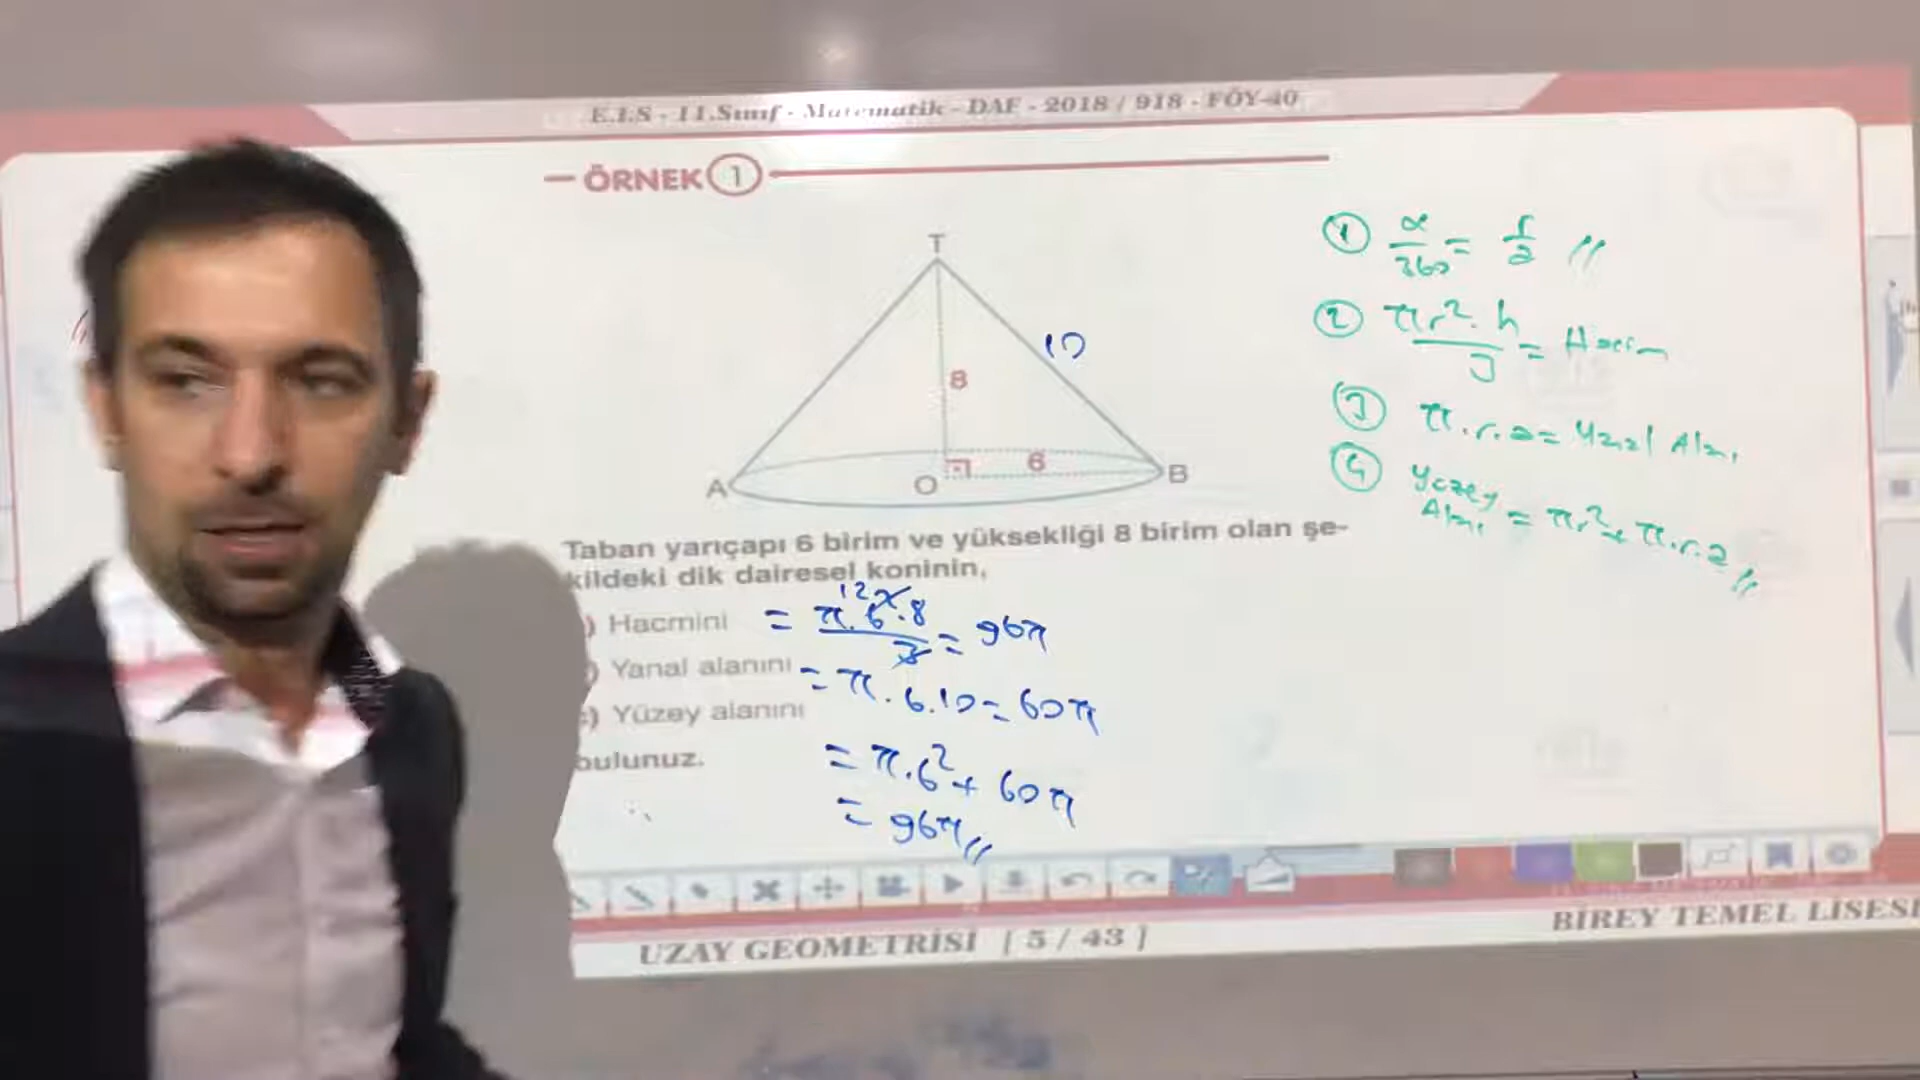 E.İ.S - 11.Sınıf - Matematik - DAF - 2018 / 918 - FÖY-40
ÖRNEK 1
T
10
8
6
A
O
B
Taban yarıçapı 6 birim ve yüksekliği 8 birim olan şe-
kildeki dik dairesel koninin,
) Hacmini = π.6².8 / 3 = 96π
12
) Yanal alanını = π.6.10 = 60π
) Yüzey alanını
bulunuz.
= π.6² + 60π
= 96π //
① α/360 = r/a //
② πr².h / 3 = Hacim
③ π.r.a = Yanal Alanı
④ Yüzey Alanı = πr² + π.r.a //
UZAY GEOMETRİSİ [ 5 / 43 ]
BİREY TEMEL LİSESİ